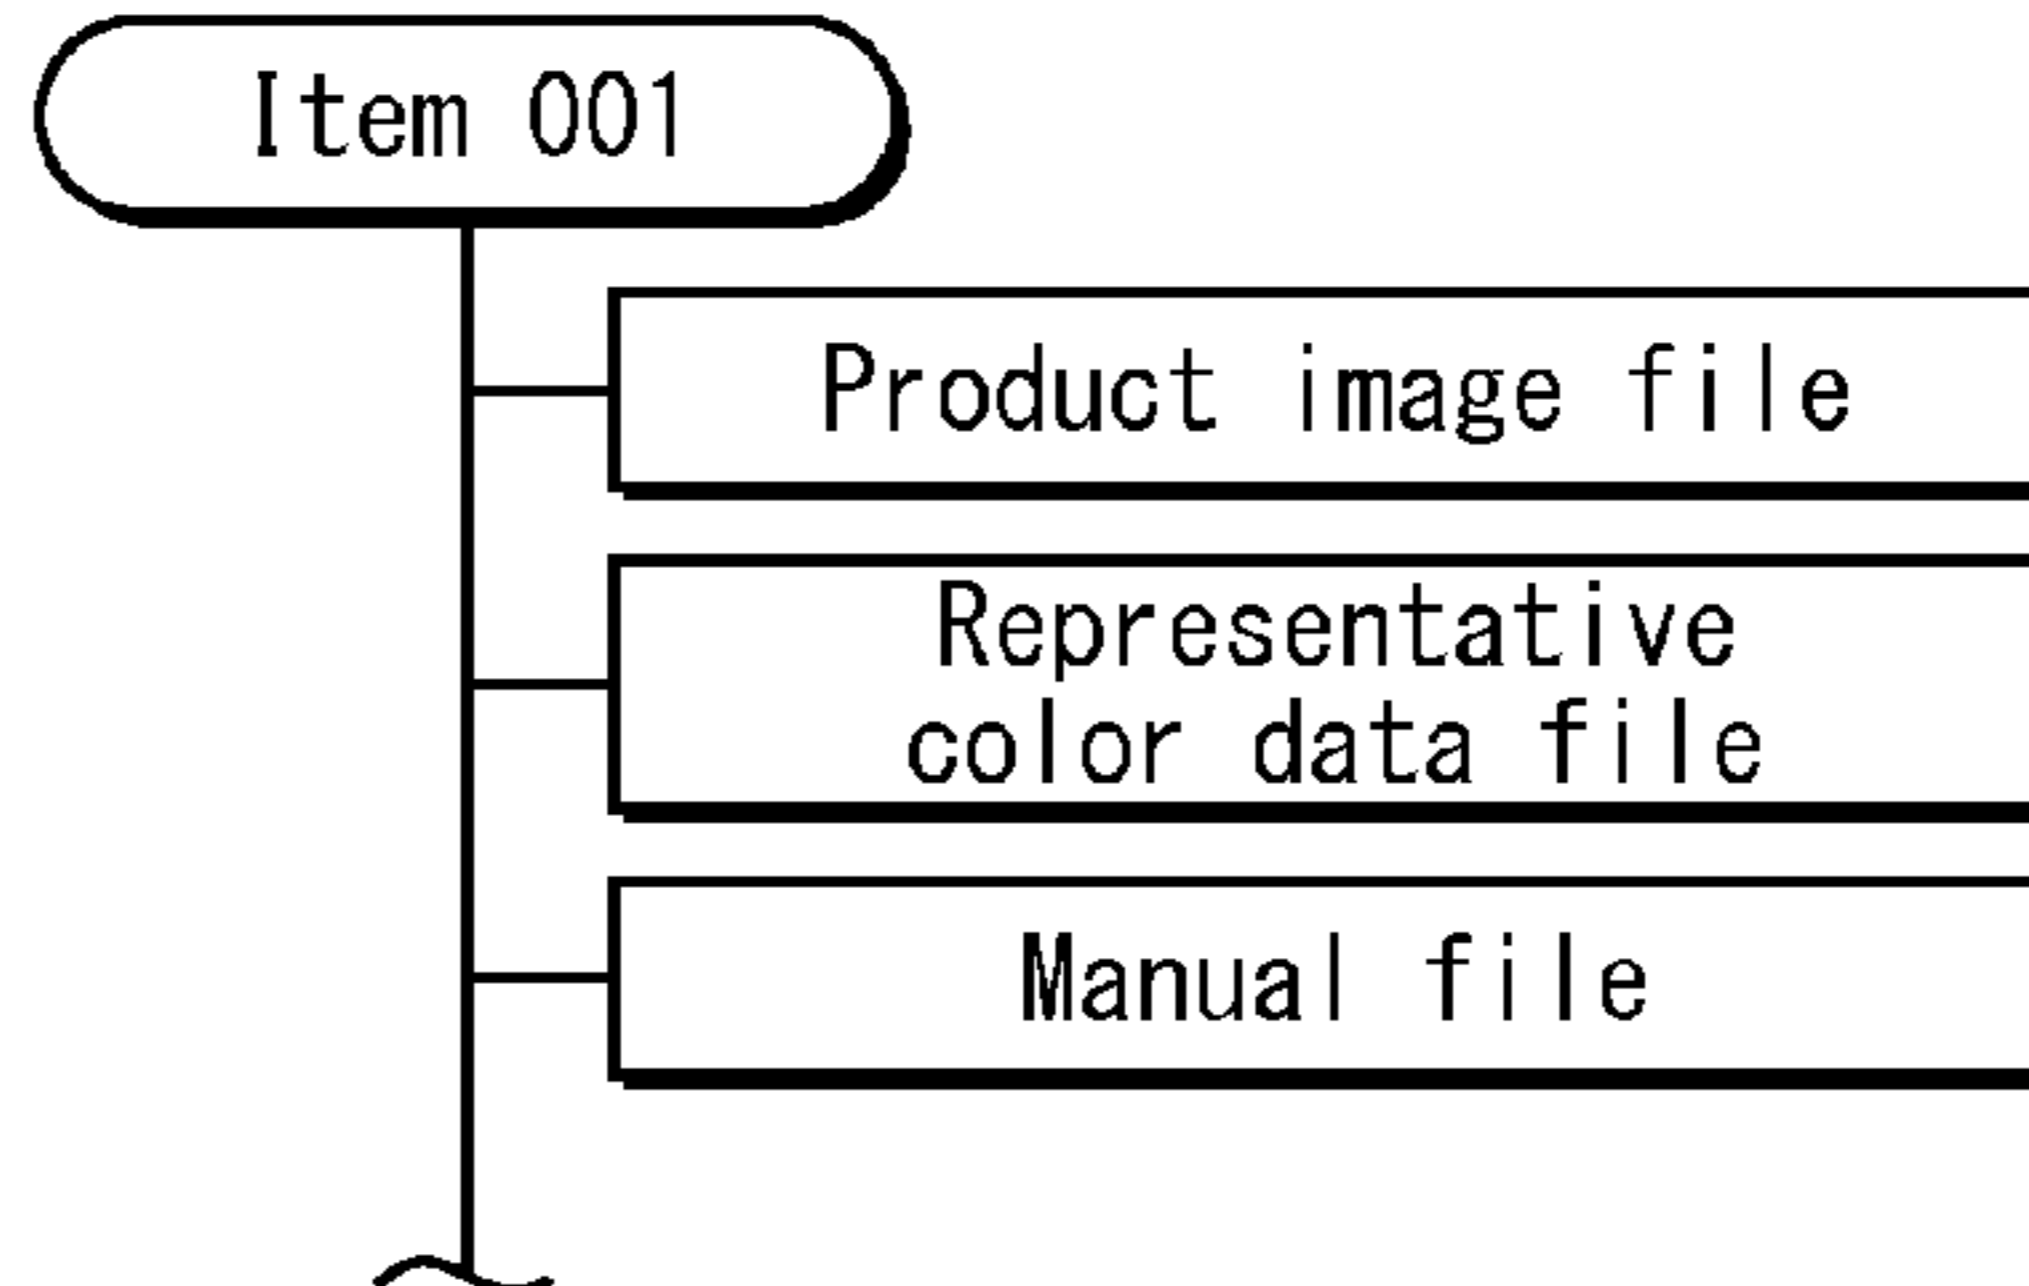 Item 001
Product image file
Representative
color data file
Manual file